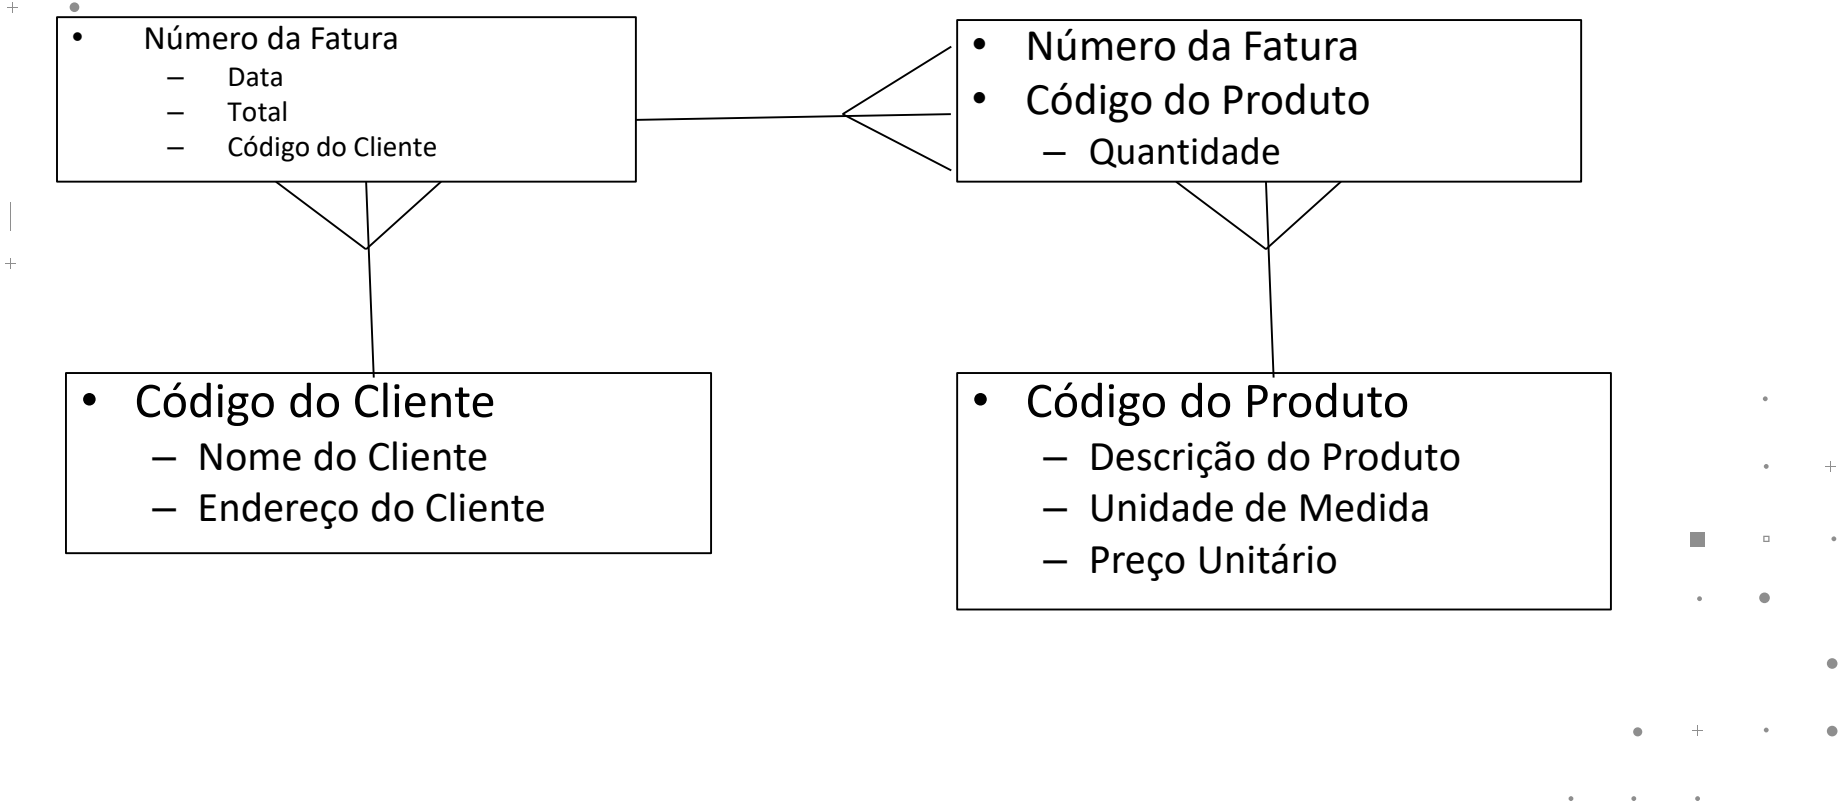 • Número da Fatura
– Data
– Total
– Código do Cliente
• Número da Fatura
• Código do Produto
– Quantidade
• Código do Cliente
– Nome do Cliente
– Endereço do Cliente
• Código do Produto
– Descrição do Produto
– Unidade de Medida
– Preço Unitário